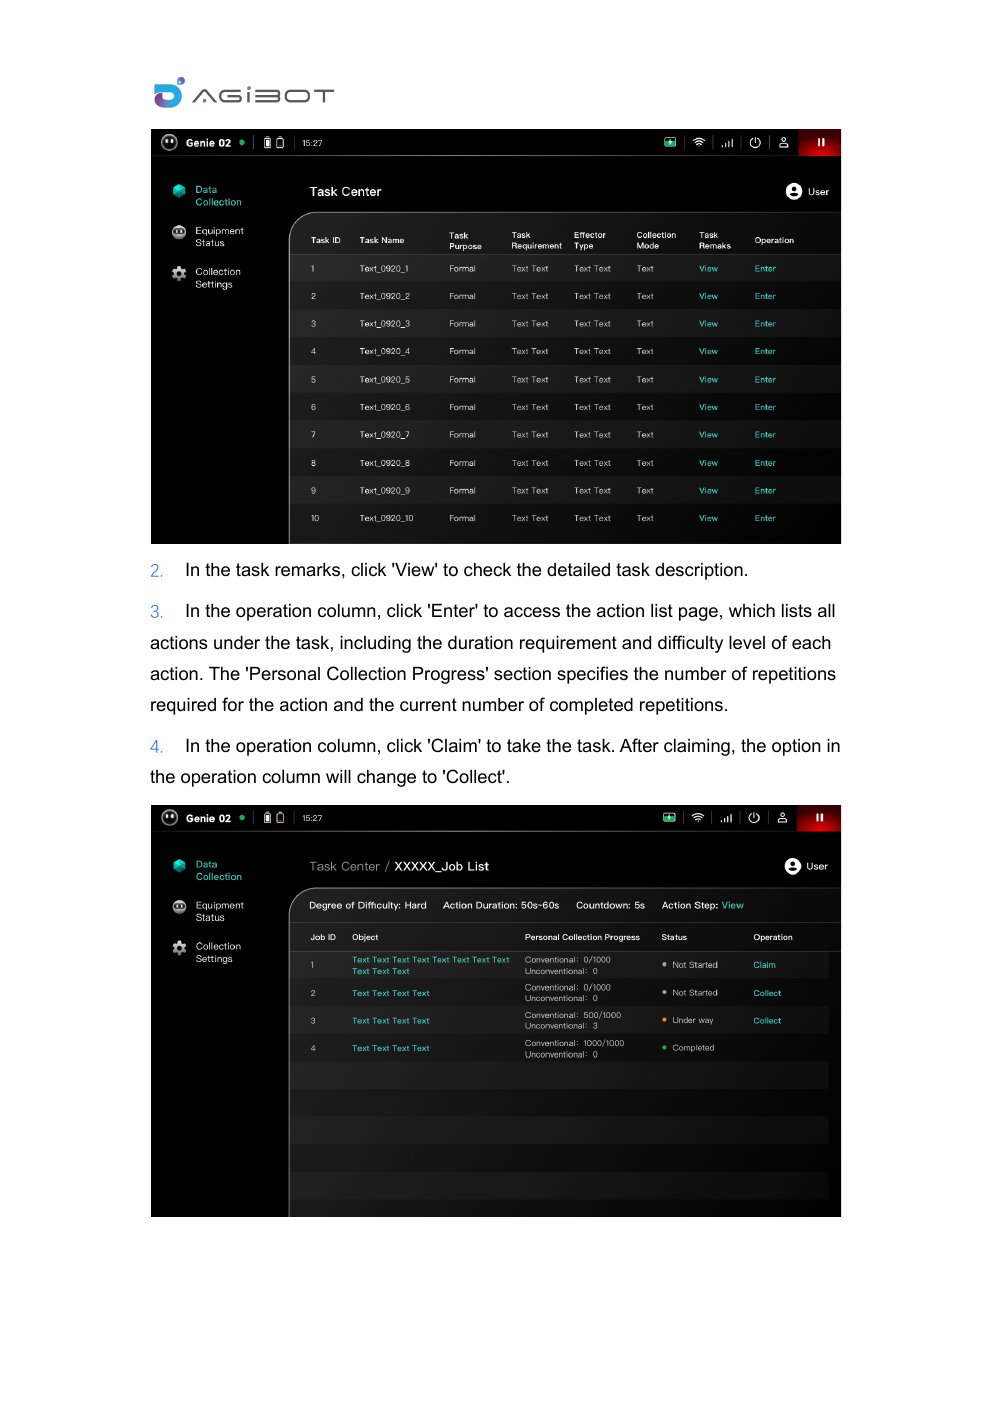 AGIBOT
Genie 02 15:27
Data
Collection
Equipment
Status
Collection
Settings
Task Center
User
Task ID Task Name Task Purpose Task Requirement Effector Type Collection Mode Task Remaks Operation
1 Text_0920_1 Formal Text Text Text Text Text View Enter
2 Text_0920_2 Formal Text Text Text Text Text View Enter
3 Text_0920_3 Formal Text Text Text Text Text View Enter
4 Text_0920_4 Formal Text Text Text Text Text View Enter
5 Text_0920_5 Formal Text Text Text Text Text View Enter
6 Text_0920_6 Formal Text Text Text Text Text View Enter
7 Text_0920_7 Formal Text Text Text Text Text View Enter
8 Text_0920_8 Formal Text Text Text Text Text View Enter
9 Text_0920_9 Formal Text Text Text Text Text View Enter
10 Text_0920_10 Formal Text Text Text Text Text View Enter
2. In the task remarks, click 'View' to check the detailed task description.
3. In the operation column, click 'Enter' to access the action list page, which lists all
actions under the task, including the duration requirement and difficulty level of each
action. The 'Personal Collection Progress' section specifies the number of repetitions
required for the action and the current number of completed repetitions.
4. In the operation column, click 'Claim' to take the task. After claiming, the option in
the operation column will change to 'Collect'.
Genie 02 15:27
Data
Collection
Equipment
Status
Collection
Settings
Task Center / XXXXX_Job List
User
Degree of Difficulty: Hard Action Duration: 50s~60s Countdown: 5s Action Step: View
Job ID Object Personal Collection Progress Status Operation
1 Text Text Text Text Text Text Text Text Conventional: 0/1000 Not Started Claim
Text Text Text Unconventional: 0
2 Text Text Text Text Conventional: 0/1000 Not Started Collect
Unconventional: 0
3 Text Text Text Text Conventional: 500/1000 Under way Collect
Unconventional: 3
4 Text Text Text Text Conventional: 1000/1000 Completed
Unconventional: 0